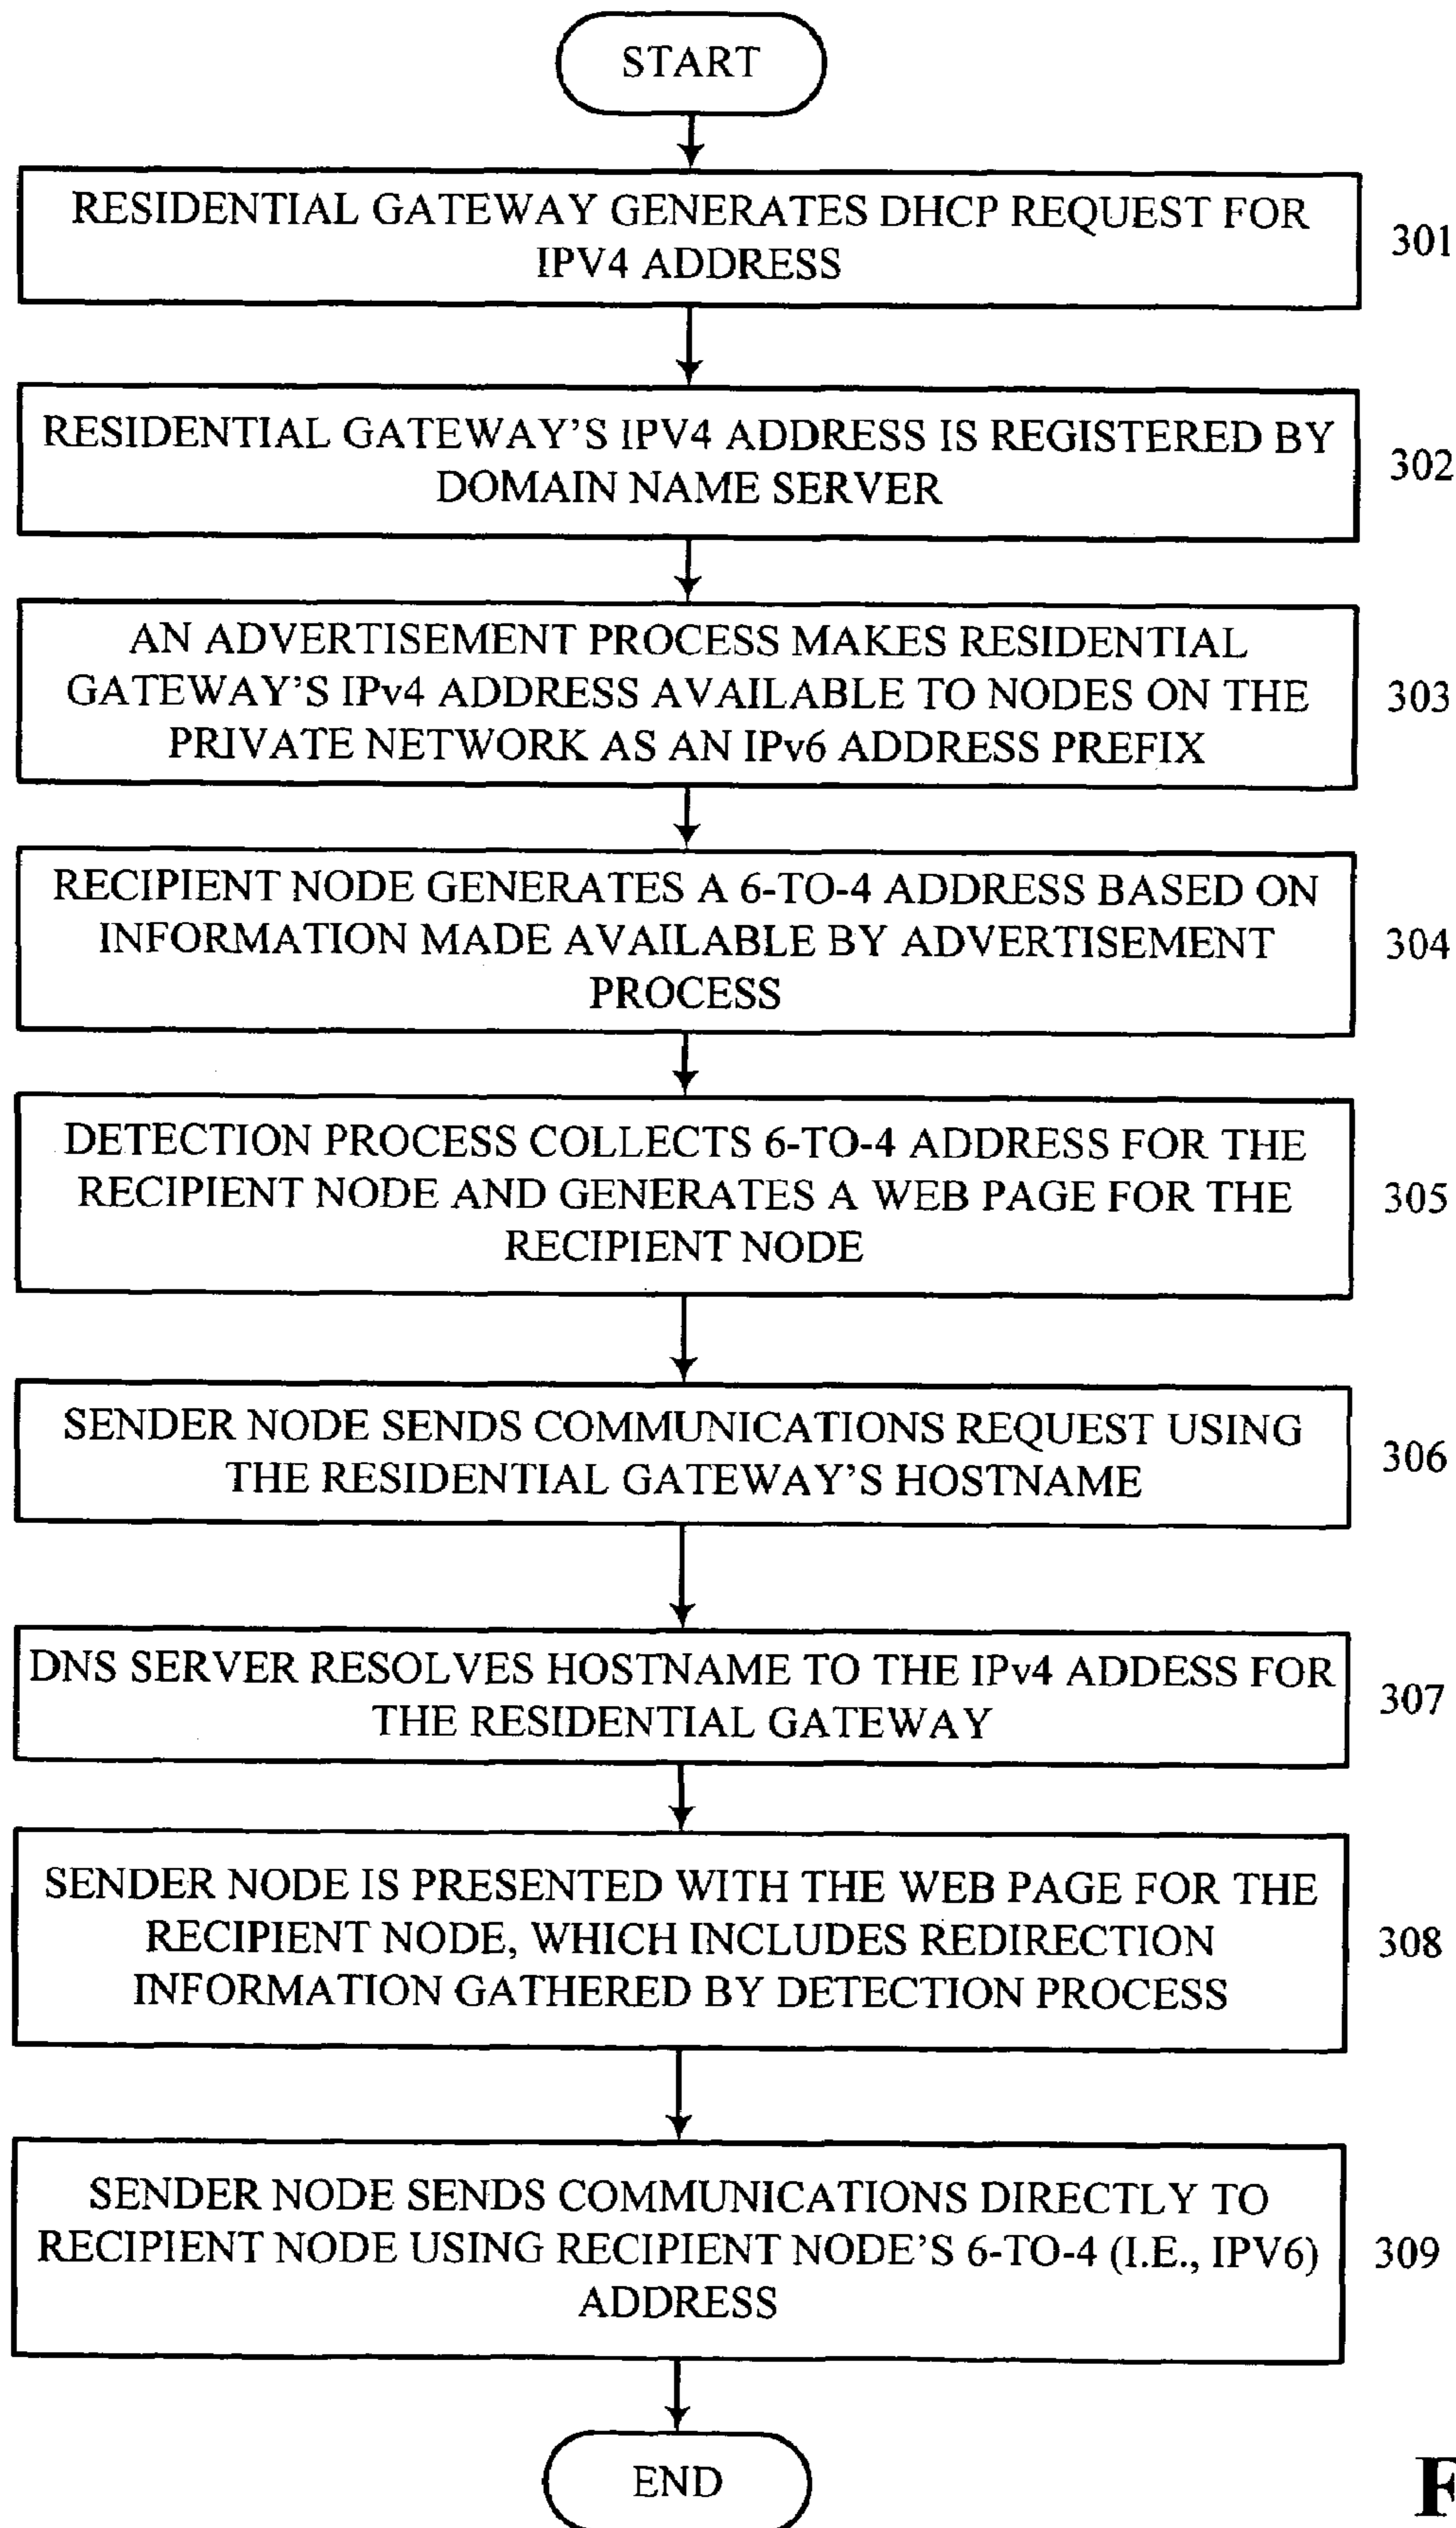 START
RESIDENTIAL GATEWAY GENERATES DHCP REQUEST FOR
IPV4 ADDRESS
301
RESIDENTIAL GATEWAY'S IPV4 ADDRESS IS REGISTERED BY
DOMAIN NAME SERVER
302
AN ADVERTISEMENT PROCESS MAKES RESIDENTIAL
GATEWAY'S IPv4 ADDRESS AVAILABLE TO NODES ON THE
PRIVATE NETWORK AS AN IPv6 ADDRESS PREFIX
303
RECIPIENT NODE GENERATES A 6-TO-4 ADDRESS BASED ON
INFORMATION MADE AVAILABLE BY ADVERTISEMENT
PROCESS
304
DETECTION PROCESS COLLECTS 6-TO-4 ADDRESS FOR THE
RECIPIENT NODE AND GENERATES A WEB PAGE FOR THE
RECIPIENT NODE
305
SENDER NODE SENDS COMMUNICATIONS REQUEST USING
THE RESIDENTIAL GATEWAY'S HOSTNAME
306
DNS SERVER RESOLVES HOSTNAME TO THE IPv4 ADDESS FOR
THE RESIDENTIAL GATEWAY
307
SENDER NODE IS PRESENTED WITH THE WEB PAGE FOR THE
RECIPIENT NODE, WHICH INCLUDES REDIRECTION
INFORMATION GATHERED BY DETECTION PROCESS
308
SENDER NODE SENDS COMMUNICATIONS DIRECTLY TO
RECIPIENT NODE USING RECIPIENT NODE'S 6-TO-4 (I.E., IPV6)
ADDRESS
309
END
F